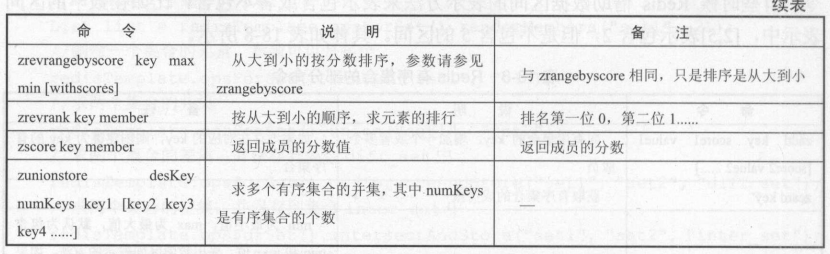 续表
命 令 说 明 备 注
zrevrangebyscore key max 从大到小的按分数排序，参数请参见
min [withscores] zrangebyscore 与 zrangebyscore 相同，只是排序是从大到小
zrevrank key member 按从大到小的顺序，求元素的排行 排名第一位 0，第二位 1......
zscore key member 返回成员的分数值 返回成员的分数
zunionstore desKey
numKeys key1 [key2 key3 求多个有序集合的并集，其中 numKeys —
key4 ......] 是有序集合的个数